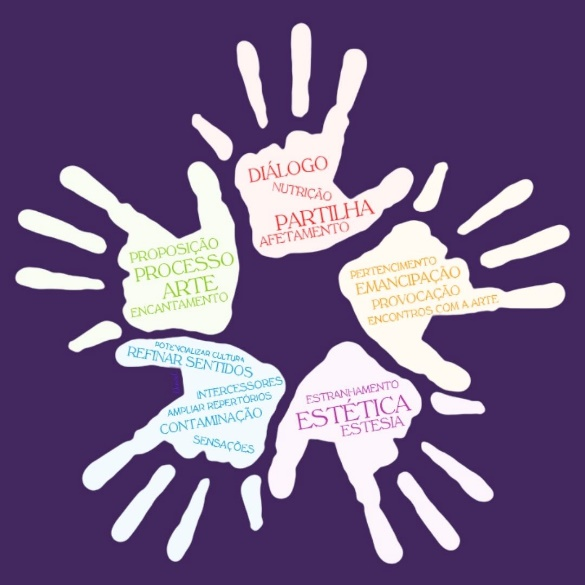 DIÁLOGO
NUTRIÇÃO
PARTILHA
AFETAMENTO
PROPOSIÇÃO
PROCESSO
ARTE
ENCANTAMENTO
PERTENCIMENTO
EMANCIPAÇÃO
PROVOCAÇÃO
ENCONTROS COM A ARTE
POTENCIALIZAR CULTURA
REFINAR SENTIDOS
INTERCESSORES
AMPLIAR REPERTÓRIOS
CONTAMINAÇÃO
SENSAÇÕES
ESTRANHAMENTO
ESTÉTICA
ESTESIA